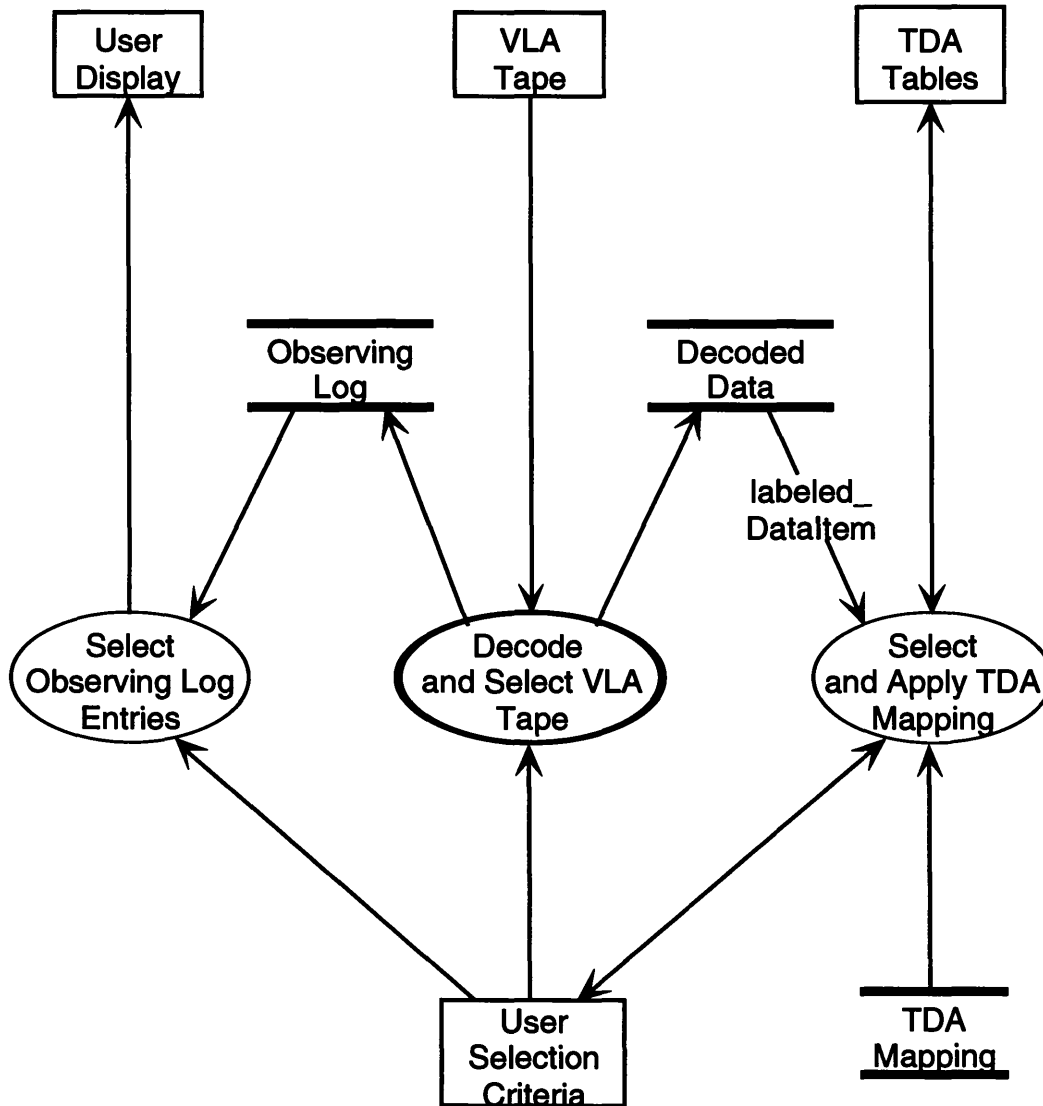 User
Display
VLA
Tape
TDA
Tables
Observing
Log
Decoded
Data
labeled_
DataItem
Select
Observing Log
Entries
Decode
and Select VLA
Tape
Select
and Apply TDA
Mapping
User
Selection
Criteria
TDA
Mapping